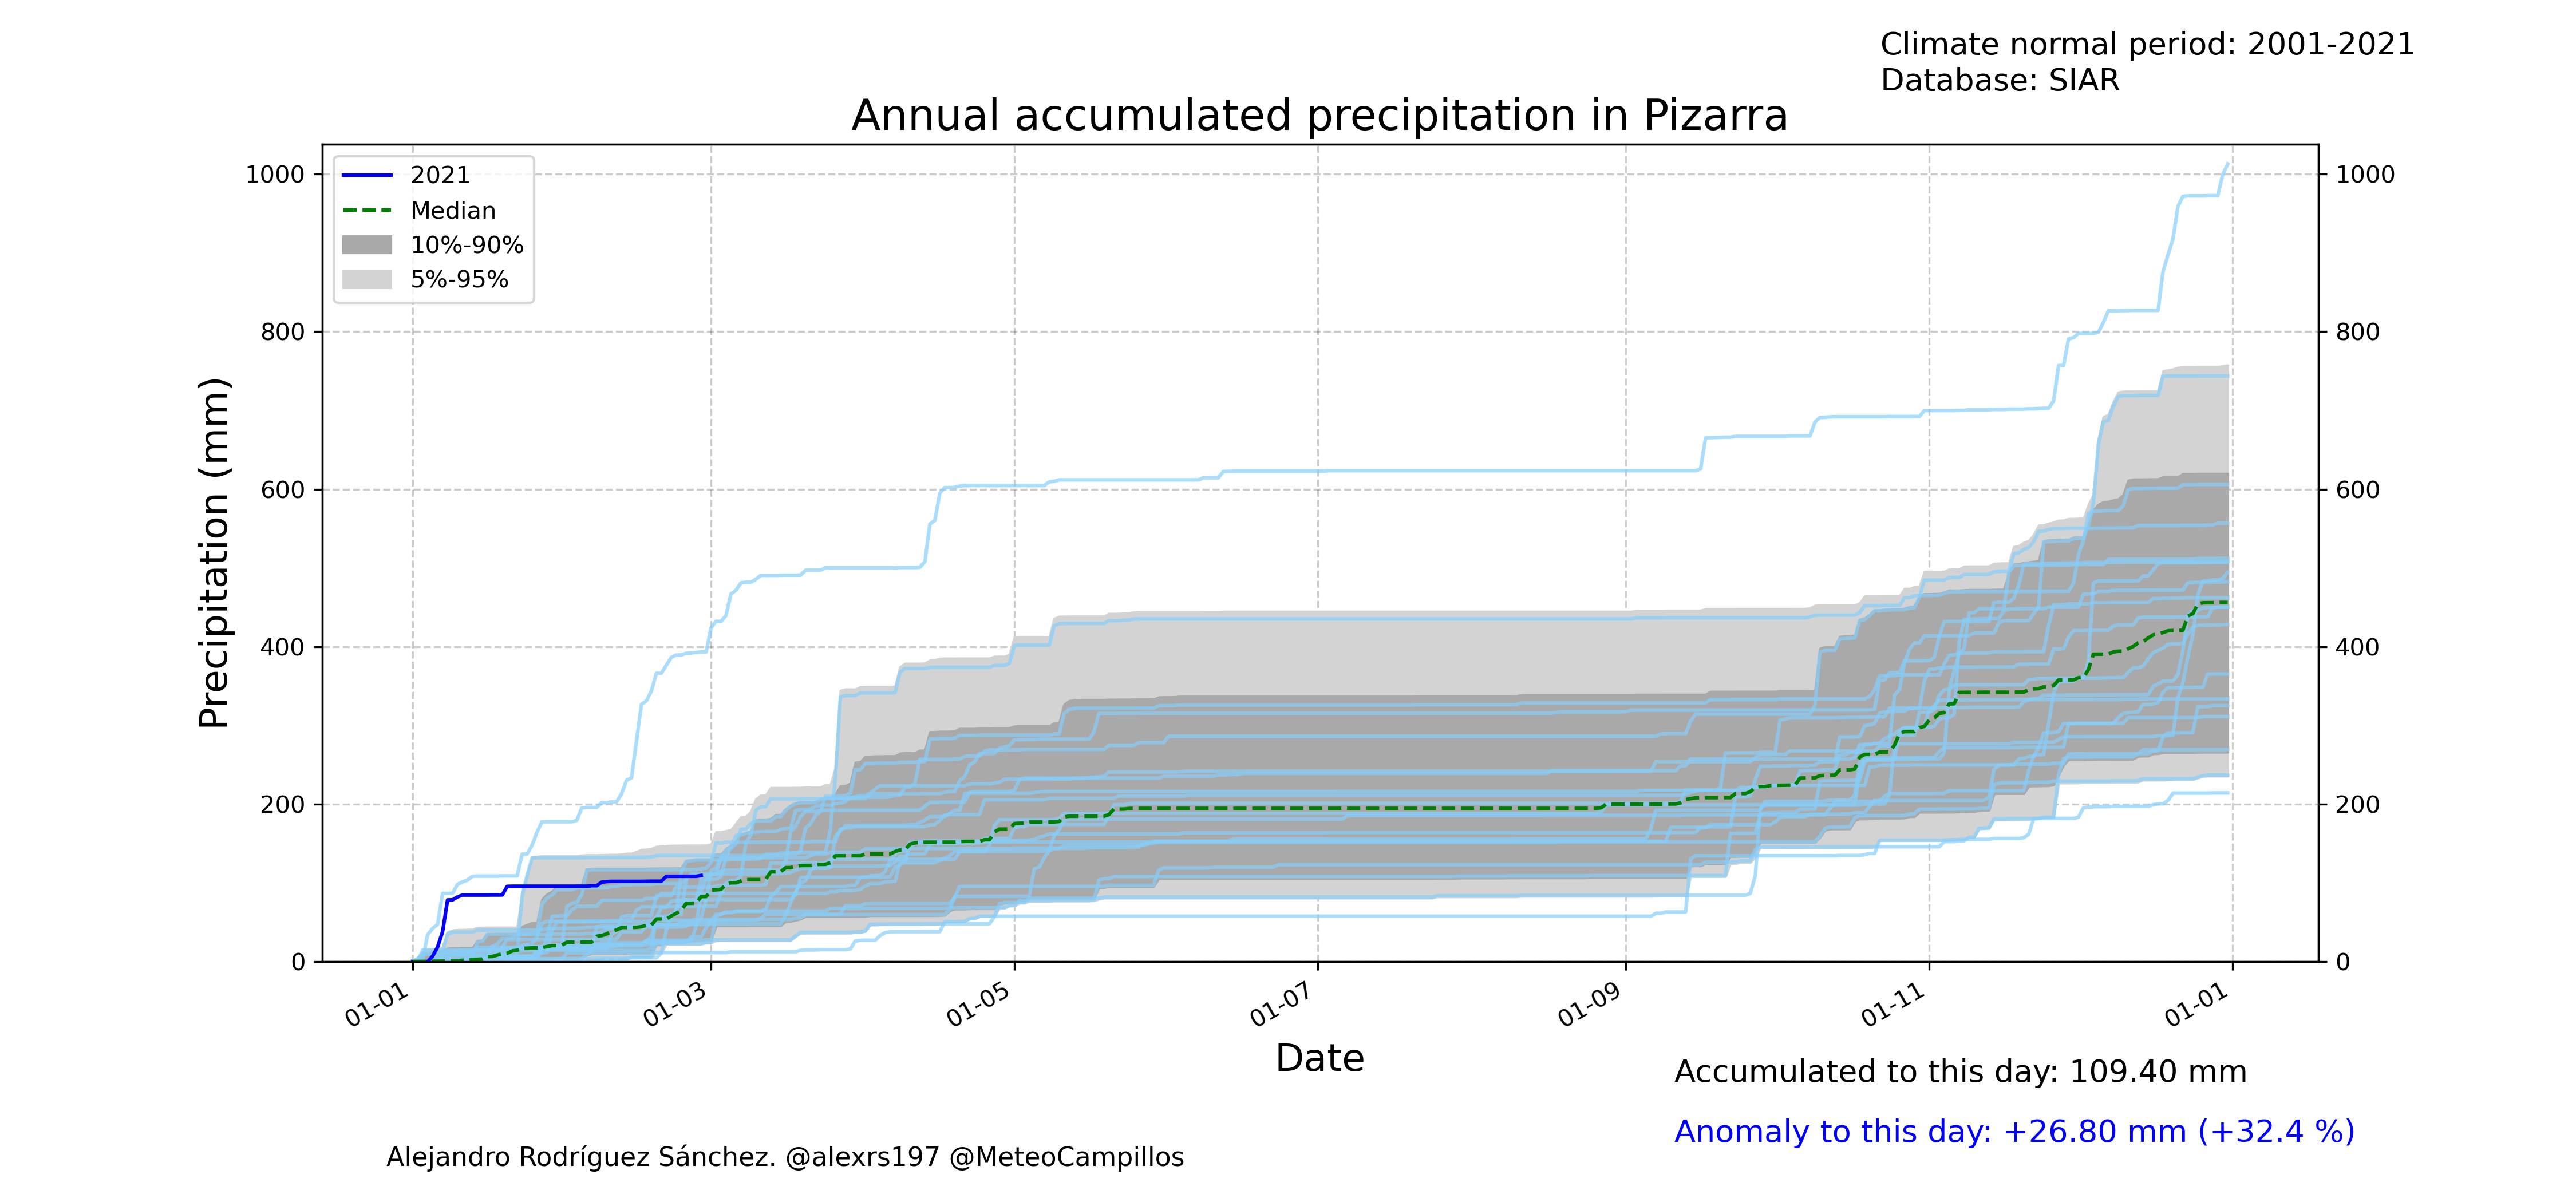 Climate normal period: 2001-2021
Database: SIAR
Annual accumulated precipitation in Pizarra
2021
Median
10%-90%
5%-95%
Precipitation (mm)
1000
800
600
400
200
0
1000
800
600
400
200
0
01-01
01-03
01-05
01-07
01-09
01-11
01-01
Date
Accumulated to this day: 109.40 mm
Anomaly to this day: +26.80 mm (+32.4 %)
Alejandro Rodríguez Sánchez. @alexrs197 @MeteoCampillos